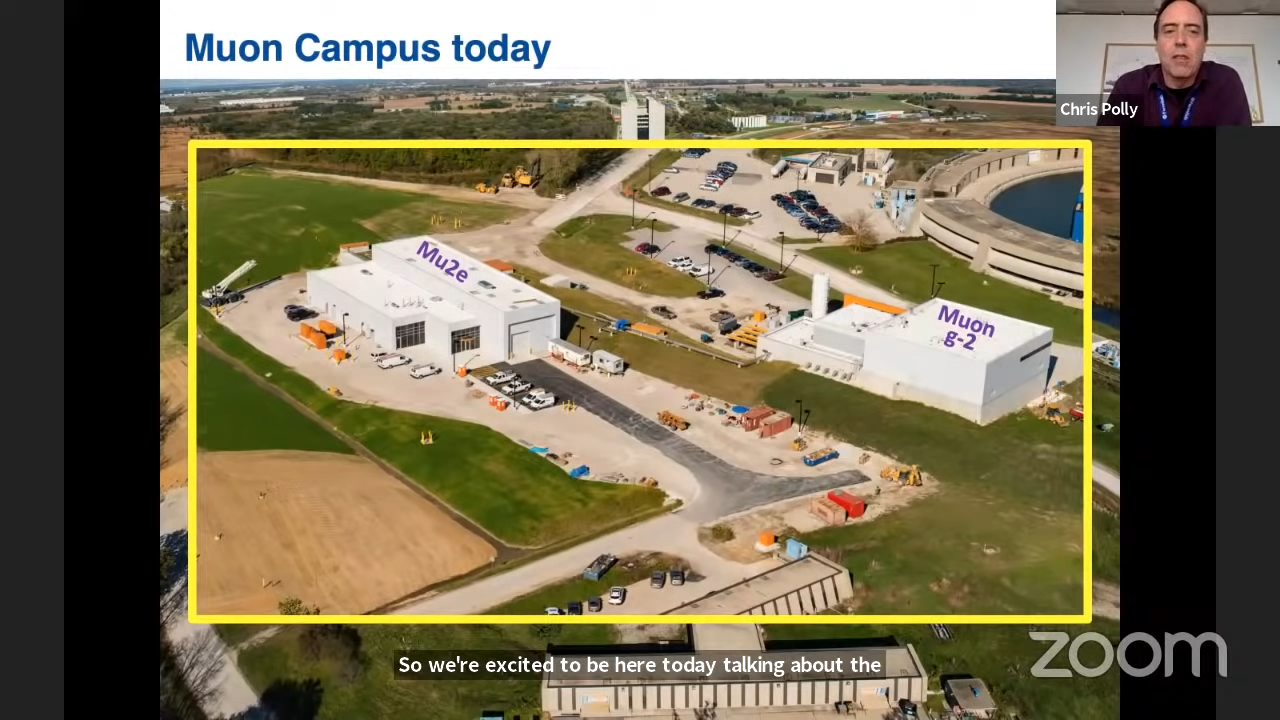 Muon Campus today
Chris Polly
Mu2e
Muon
g-2
So we're excited to be here today talking about the
zoom